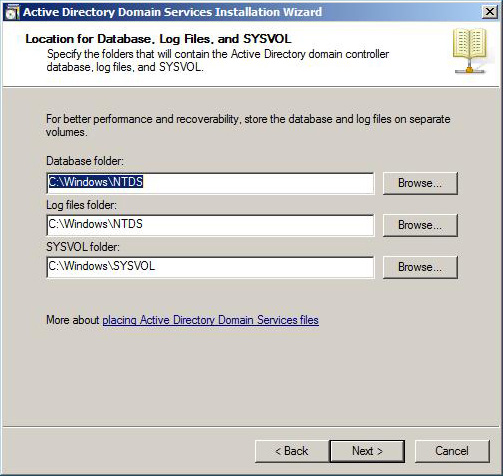 Active Directory Domain Services Installation Wizard
Location for Database, Log Files, and SYSVOL
Specify the folders that will contain the Active Directory domain controller
database, log files, and SYSVOL.
For better performance and recoverability, store the database and log files on separate
volumes.
Database folder:
C:\Windows\NTDS
Browse...
Log files folder:
C:\Windows\NTDS
Browse...
SYSVOL folder:
C:\Windows\SYSVOL
Browse...
More about placing Active Directory Domain Services files
< Back
Next >
Cancel